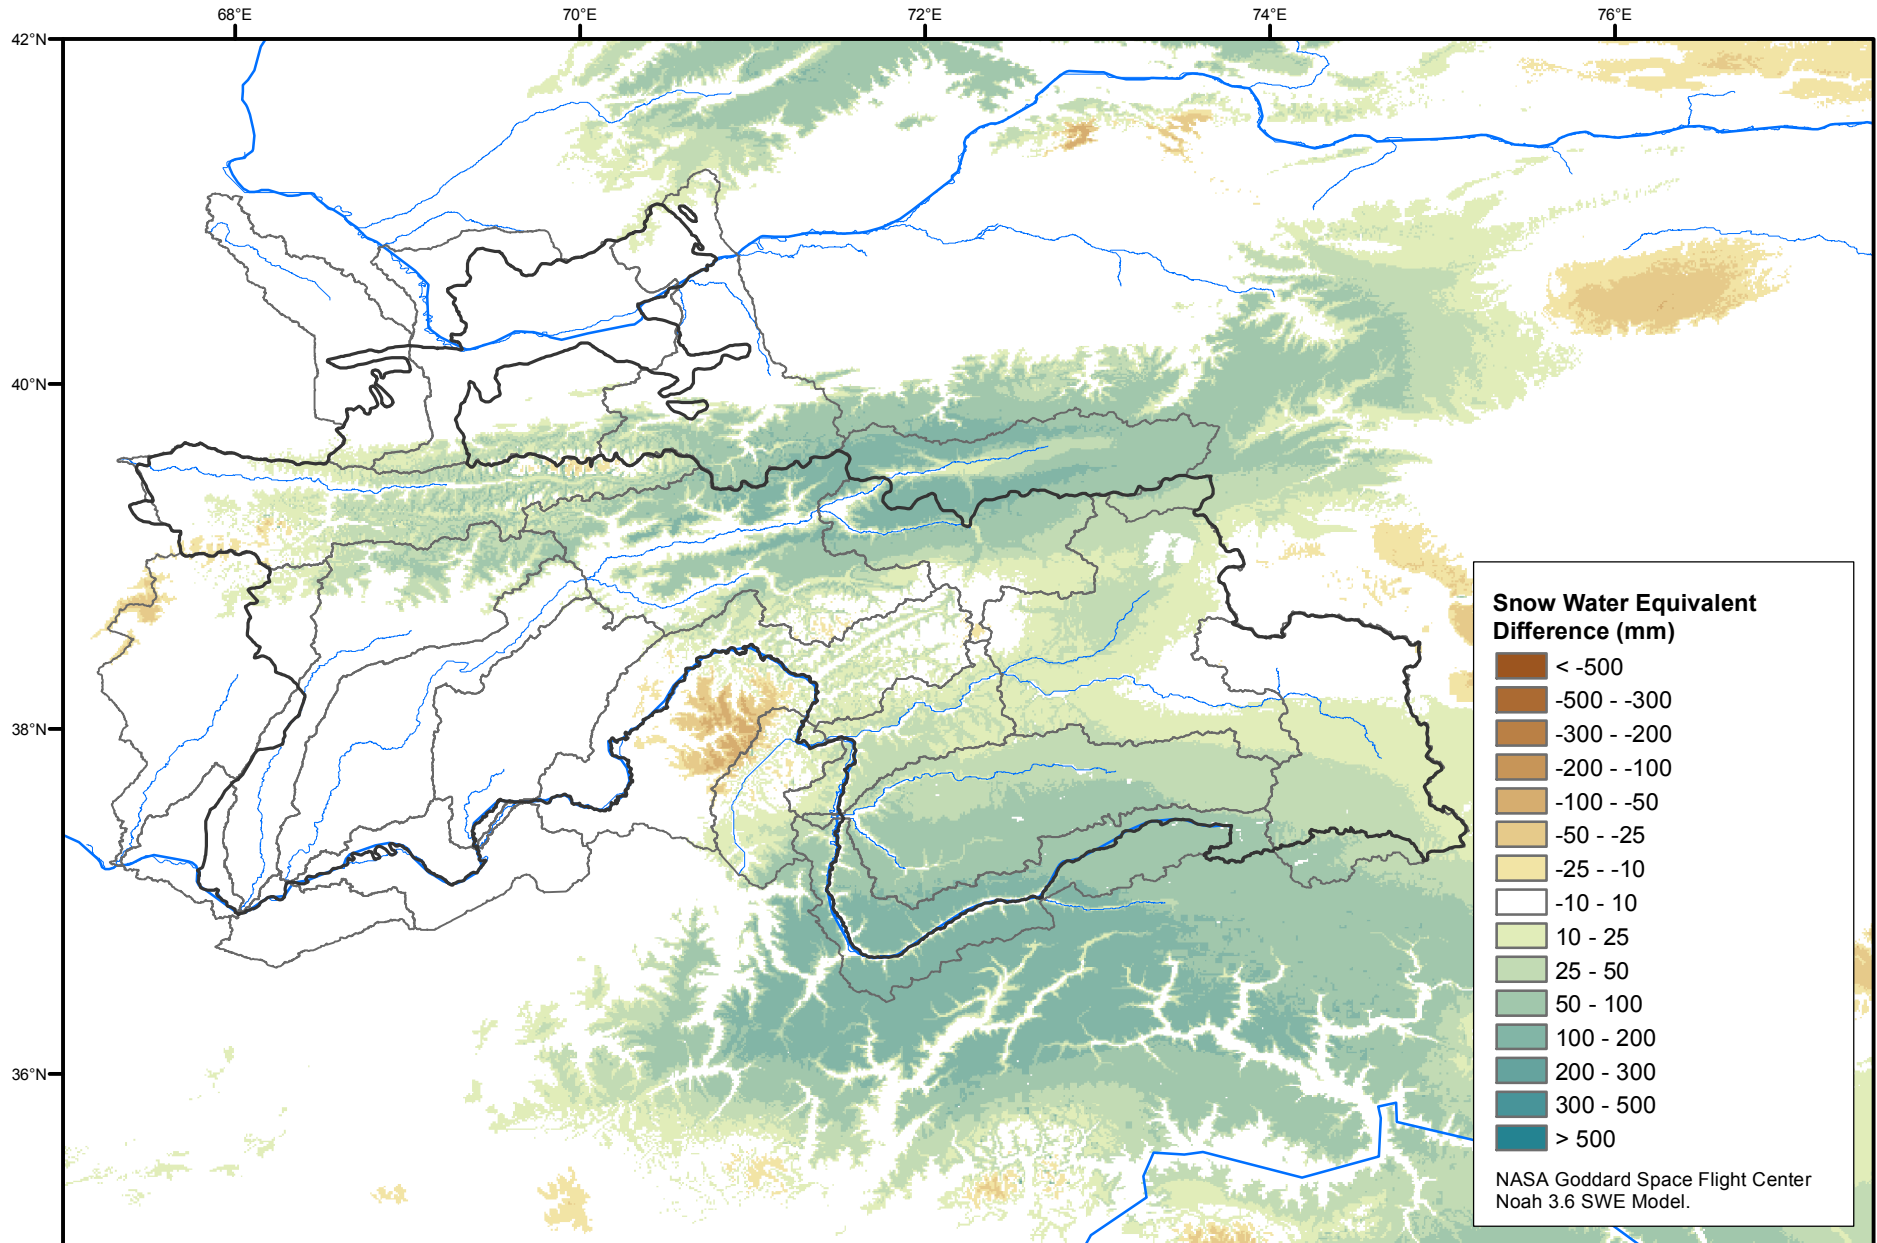 68°E 70°E 72°E 74°E 76°E
42°N
40°N
38°N
36°N
Snow Water Equivalent
Difference (mm)
< -500
-500 - -300
-300 - -200
-200 - -100
-100 - -50
-50 - -25
-25 - -10
-10 - 10
10 - 25
25 - 50
50 - 100
100 - 200
200 - 300
300 - 500
> 500
NASA Goddard Space Flight Center
Noah 3.6 SWE Model.